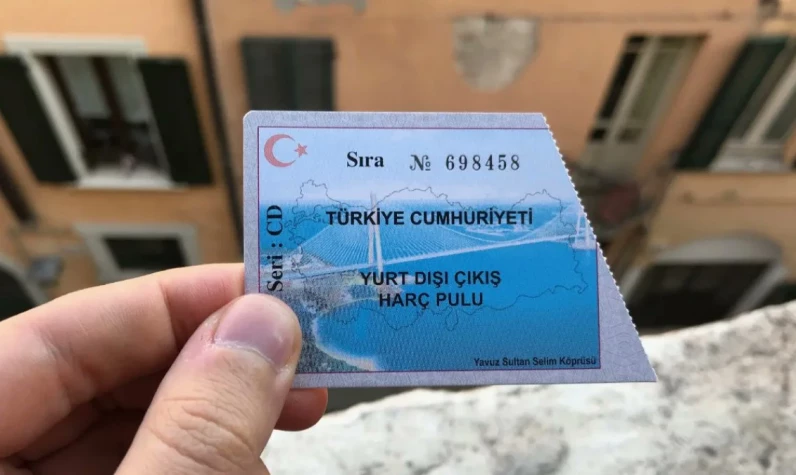 Sıra № 698458
Seri : CD
TÜRKİYE CUMHURİYETİ
YURT DIŞI ÇIKIŞ
HARÇ PULU
Yavuz Sultan Selim Köprüsü